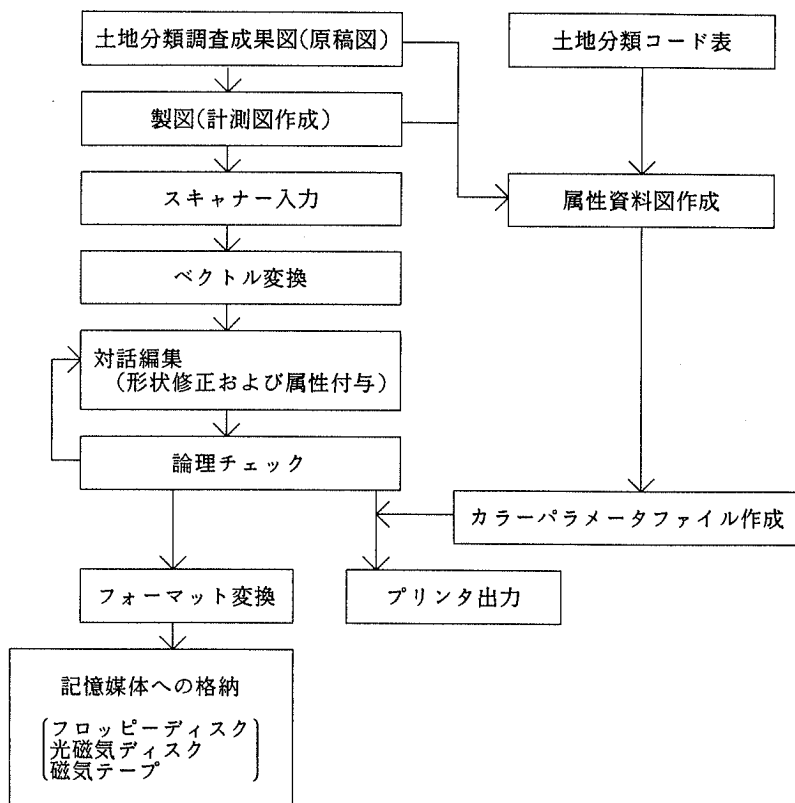 土地分類調査成果図(原稿図)
土地分類コード表
製図(計測図作成)
スキャナー入力
属性資料図作成
ベクトル変換
対話編集
(形状修正および属性付与)
論理チェック
カラーパラメータファイル作成
フォーマット変換
プリンタ出力
記憶媒体への格納
フロッピーディスク
光磁気ディスク
磁気テープ